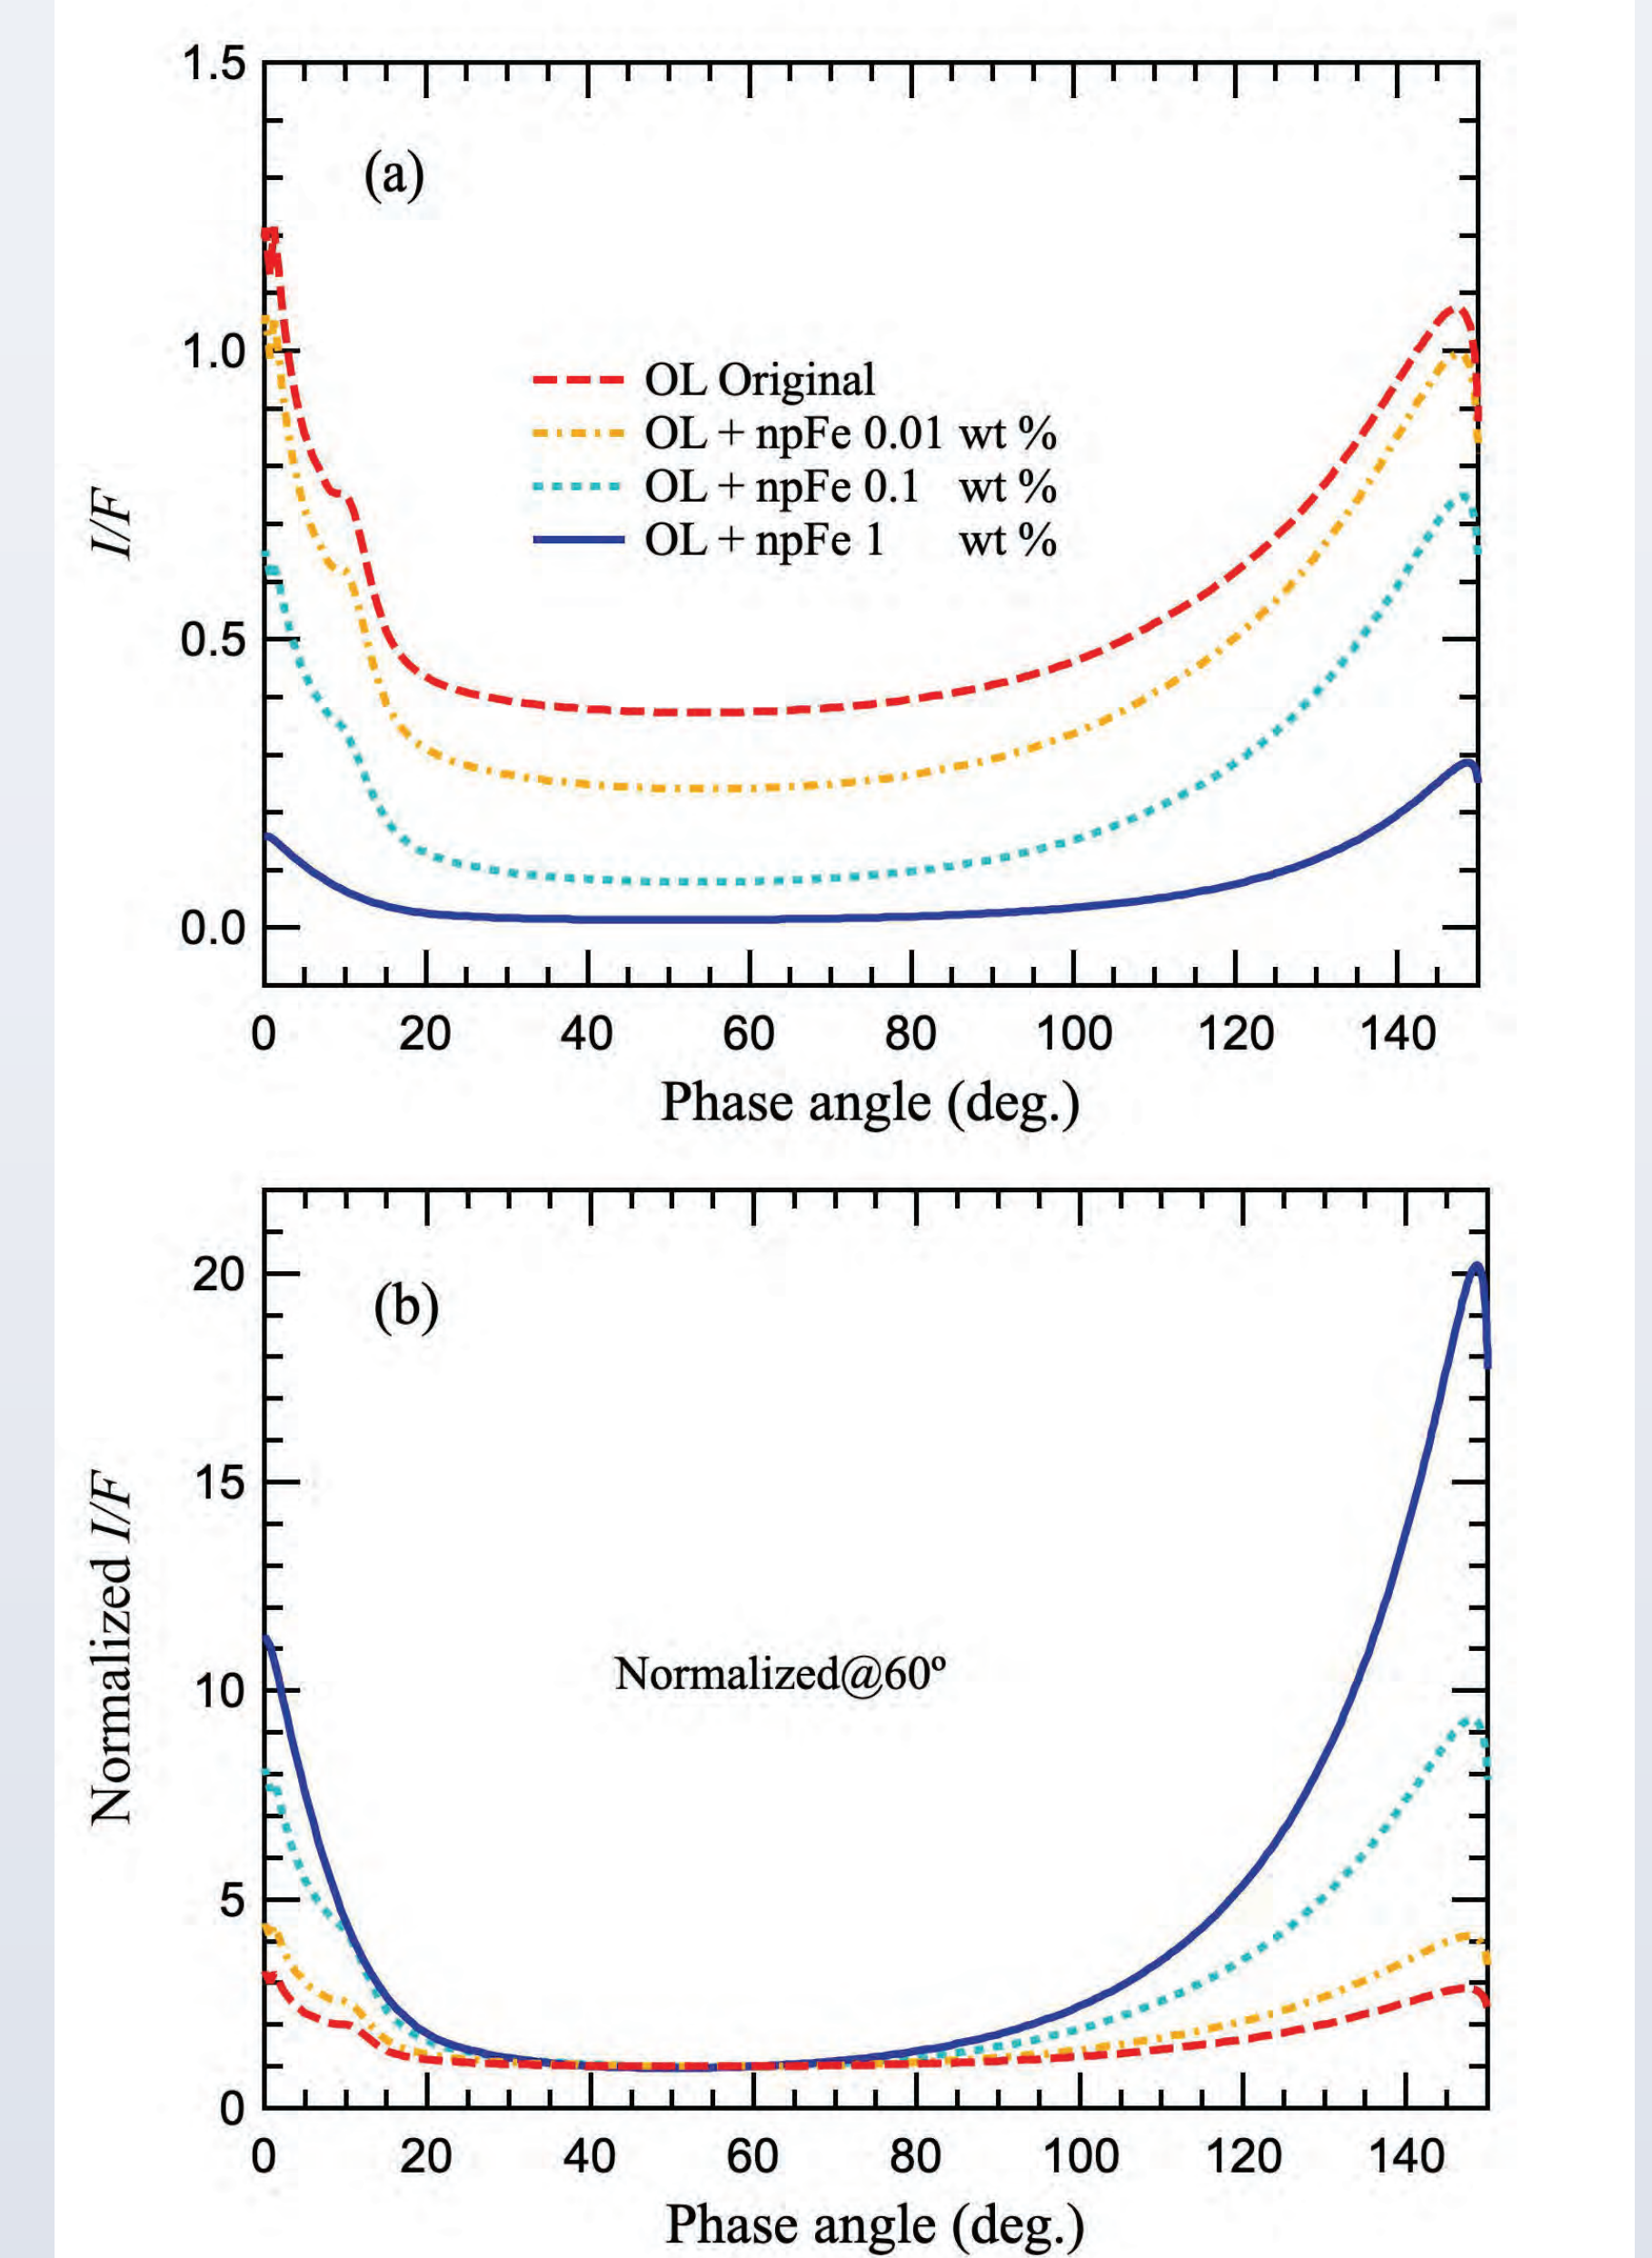 1.5
(a)
1.0
OL Original
OL + npFe 0.01 wt %
OL + npFe 0.1 wt %
OL + npFe 1 wt %
I/F
0.5
0.0
0 20 40 60 80 100 120 140
Phase angle (deg.)
20
(b)
15
Normalized I/F
Normalized@60º
10
5
0
0 20 40 60 80 100 120 140
Phase angle (deg.)